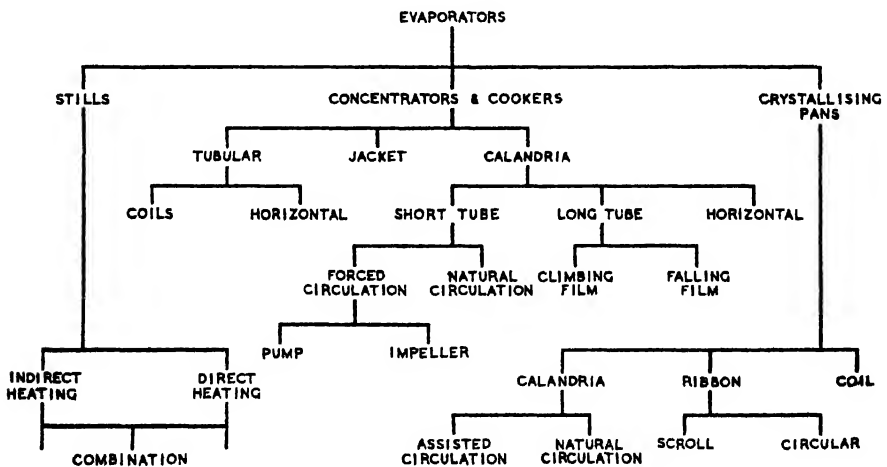 EVAPORATORS
STILLS
CONCENTRATORS & COOKERS
CRYSTALLISING
PANS
TUBULAR
JACKET
CALANDRIA
COILS
HORIZONTAL
SHORT TUBE
LONG TUBE
HORIZONTAL
FORCED
CIRCULATION
NATURAL
CIRCULATION
CLIMBING
FILM
FALLING
FILM
PUMP
IMPELLER
INDIRECT
HEATING
DIRECT
HEATING
CALANDRIA
RIBBON
COIL
COMBINATION
ASSISTED
CIRCULATION
NATURAL
CIRCULATION
SCROLL
CIRCULAR